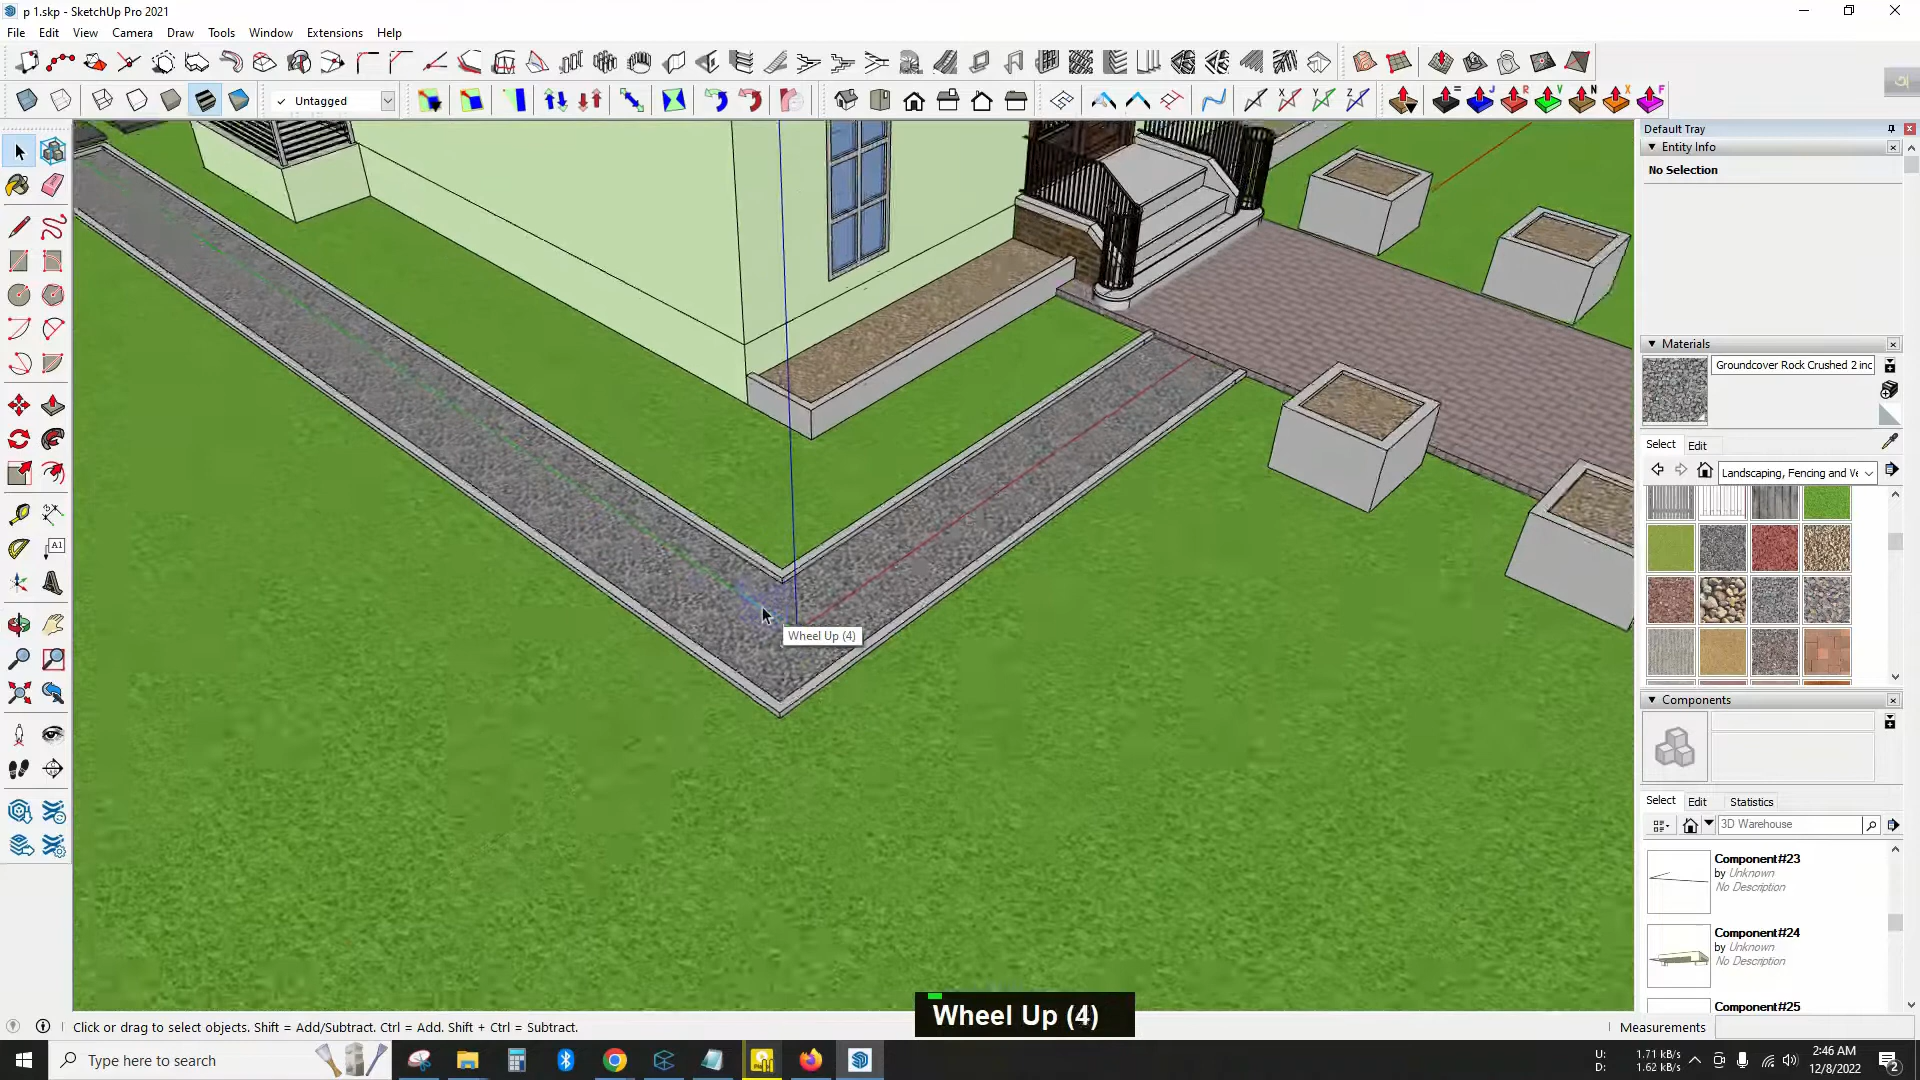 p 1.skp - SketchUp Pro 2021
File Edit View Camera Draw Tools Window Extensions Help
Untagged
Default Tray
Entity Info
No Selection
Materials
Groundcover Rock Crushed 2 inc
Select Edit
Landscaping, Fencing and Ve
Wheel Up (4)
Components
Select Edit Statistics
3D Warehouse
Component#23
by Unknown
No Description
Component#24
by Unknown
No Description
Component#25
Wheel Up (4)
Click or drag to select objects. Shift = Add/Subtract. Ctrl = Add. Shift + Ctrl = Subtract.
Measurements
Type here to search
U: 1.71 kB/s
D: 1.62 kB/s
2:46 AM
12/8/2022
2